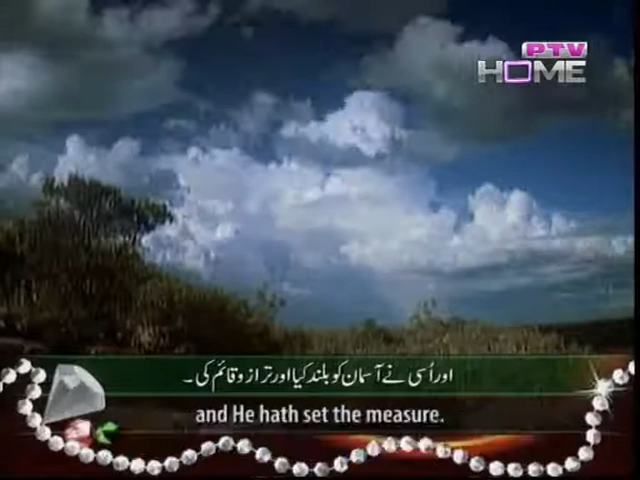 PTV
HOME
اور اُسی نے آسمان کو بلند کیا اور ترازو قائم کی۔
and He hath set the measure.